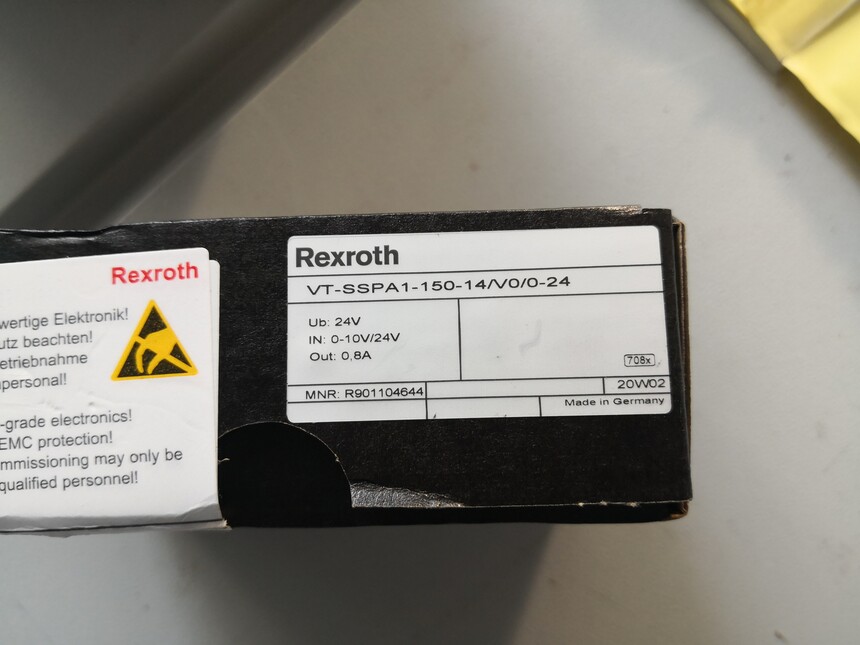 Rexroth
wertige Elektronik!
utz beachten!
etriebnahme
personal!
-grade electronics!
EMC protection!
mmissioning may only be
qualified personnel!
Rexroth
VT-SSPA1-150-14/V0/0-24
Ub: 24V
IN: 0-10V/24V
Out: 0,8A
708x
MNR: R901104644
20W02
Made in Germany